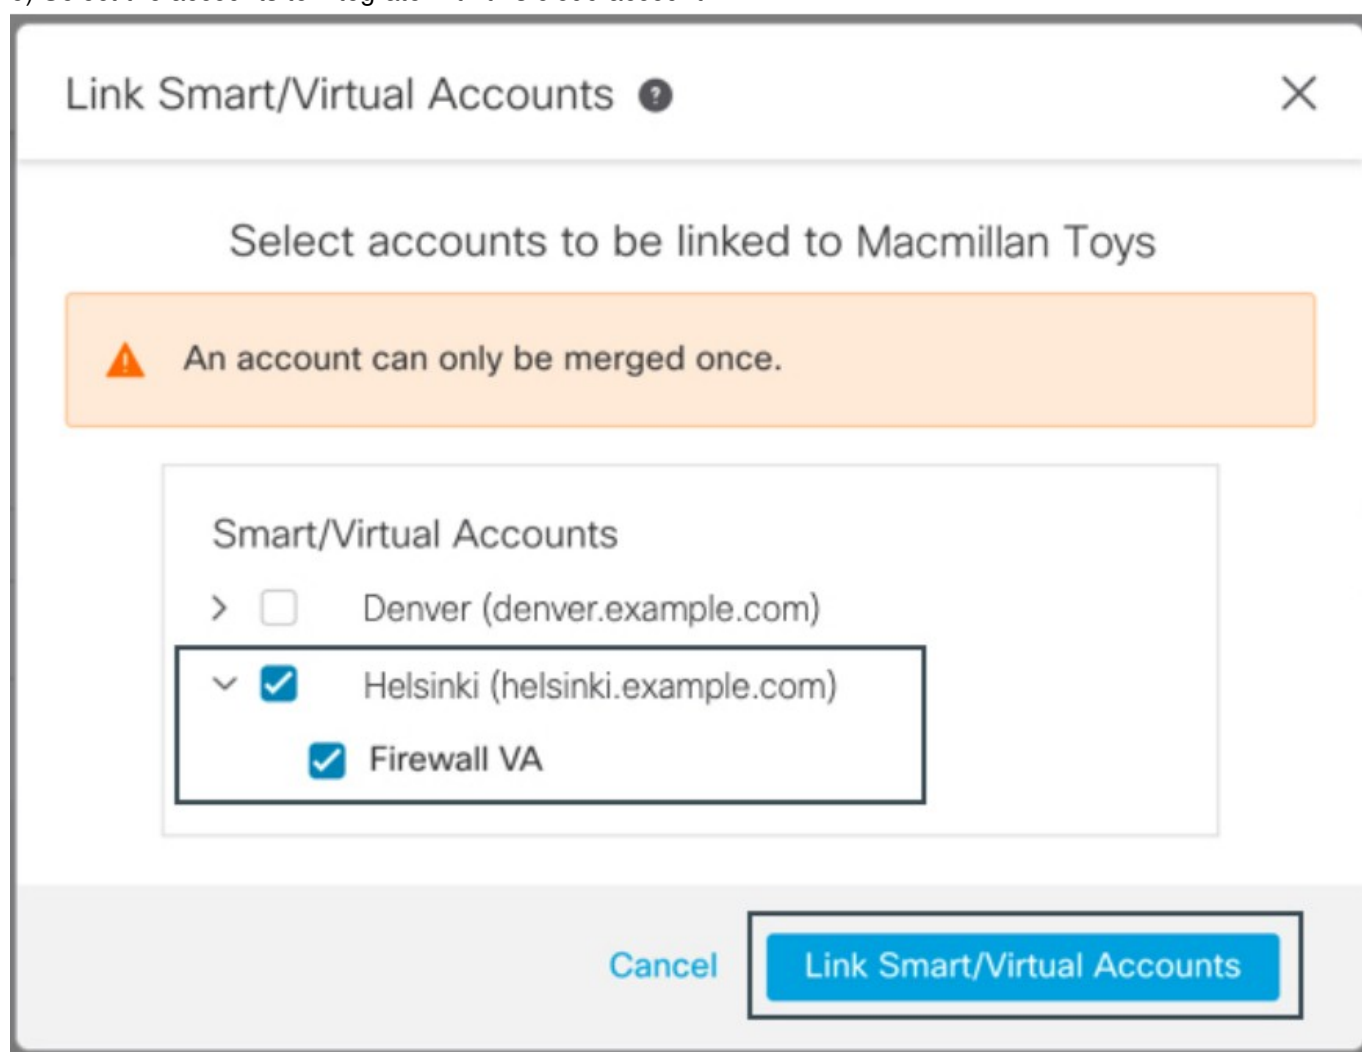 Link Smart/Virtual Accounts ?
Select accounts to be linked to Macmillan Toys
An account can only be merged once.
Smart/Virtual Accounts
Denver (denver.example.com)
Helsinki (helsinki.example.com)
Firewall VA
Cancel Link Smart/Virtual Accounts